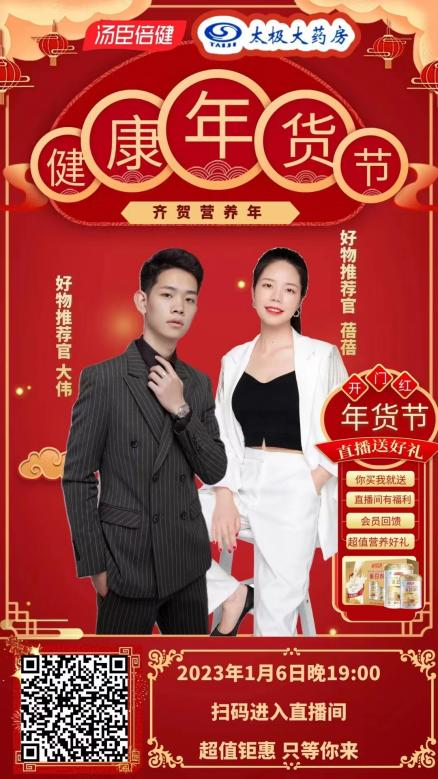 汤臣倍健
TAIJI
太极大药房
健康年货节
齐贺营养年
好物推荐官 蓓蓓
好物推荐官 大伟
开门红
年货节
直播送好礼
你买我就送
直播间有福利
会员回馈
超值营养好礼
2023年1月6日晚19:00
扫码进入直播间
超值钜惠 只等你来